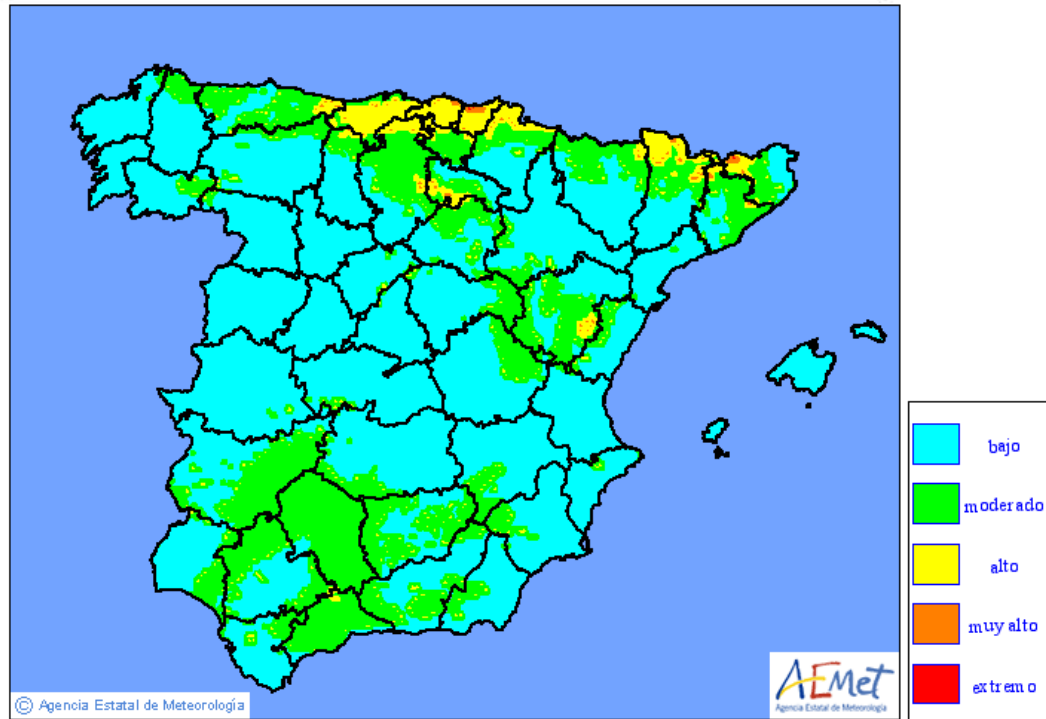 bajo
moderado
alto
muy alto
extremo
AEMet
Agencia Estatal de Meteorología
© Agencia Estatal de Meteorología